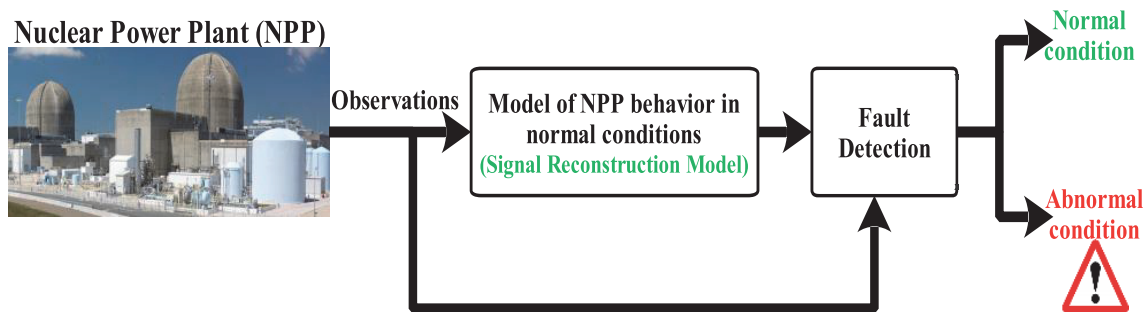 Nuclear Power Plant (NPP)
Observations
Model of NPP behavior in
normal conditions
(Signal Reconstruction Model)
Fault
Detection
Normal
condition
Abnormal
condition